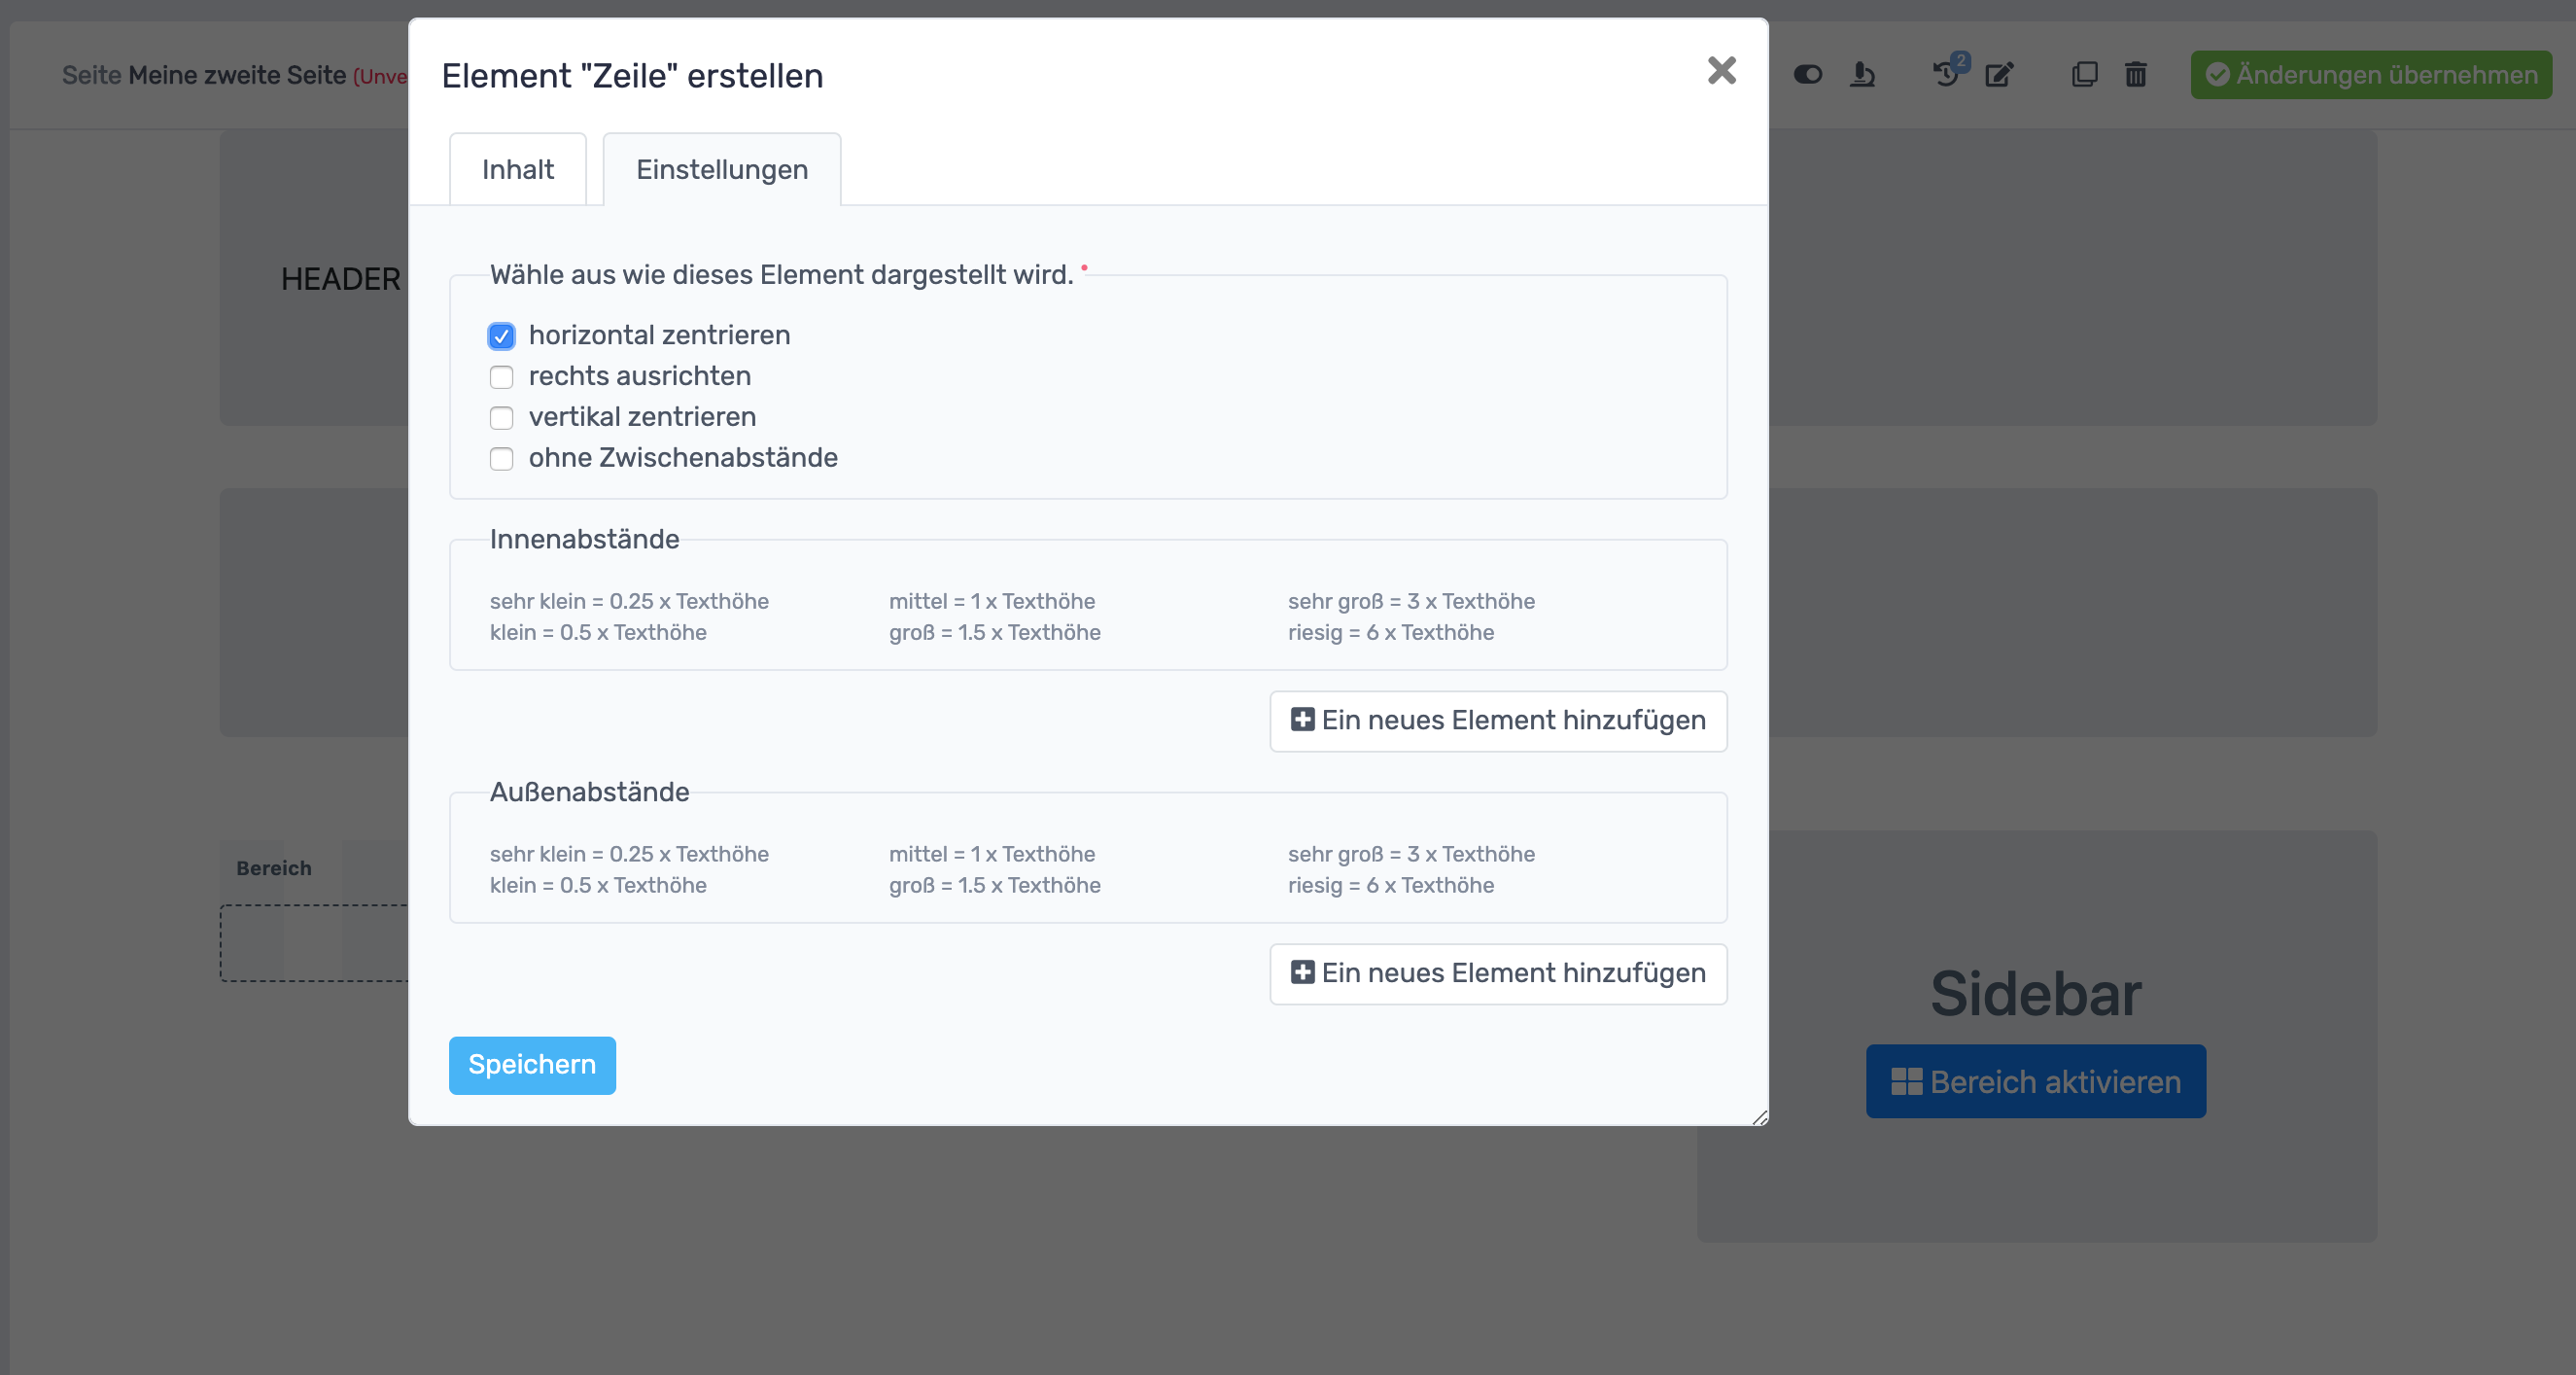 Seite Meine zweite Seite (Unve
2
Änderungen übernehmen
Element "Zeile" erstellen
Inhalt
Einstellungen
HEADER
Wähle aus wie dieses Element dargestellt wird. *
horizontal zentrieren
rechts ausrichten
vertikal zentrieren
ohne Zwischenabstände
Innenabstände
sehr klein = 0.25 x Texthöhe
klein = 0.5 x Texthöhe
mittel = 1 x Texthöhe
groß = 1.5 x Texthöhe
sehr groß = 3 x Texthöhe
riesig = 6 x Texthöhe
Ein neues Element hinzufügen
Außenabstände
sehr klein = 0.25 x Texthöhe
klein = 0.5 x Texthöhe
mittel = 1 x Texthöhe
groß = 1.5 x Texthöhe
sehr groß = 3 x Texthöhe
riesig = 6 x Texthöhe
Ein neues Element hinzufügen
Speichern
Bereich
Sidebar
Bereich aktivieren